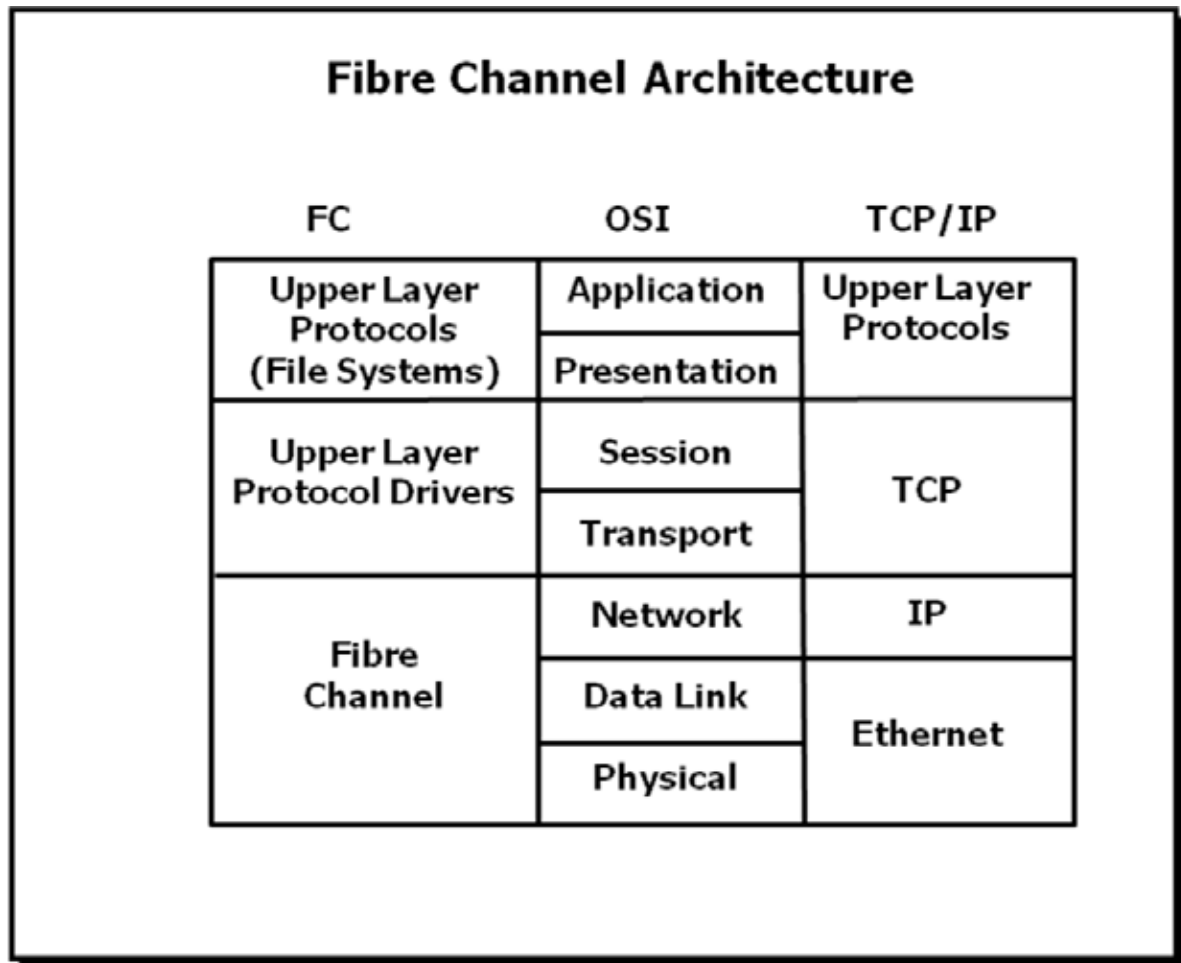 Fibre Channel Architecture
FC OSI TCP/IP
Upper Layer
Protocols
(File Systems)
Application
Presentation
Upper Layer
Protocols
Upper Layer
Protocol Drivers
Session
Transport
TCP
Fibre
Channel
Network
Data Link
Physical
IP
Ethernet